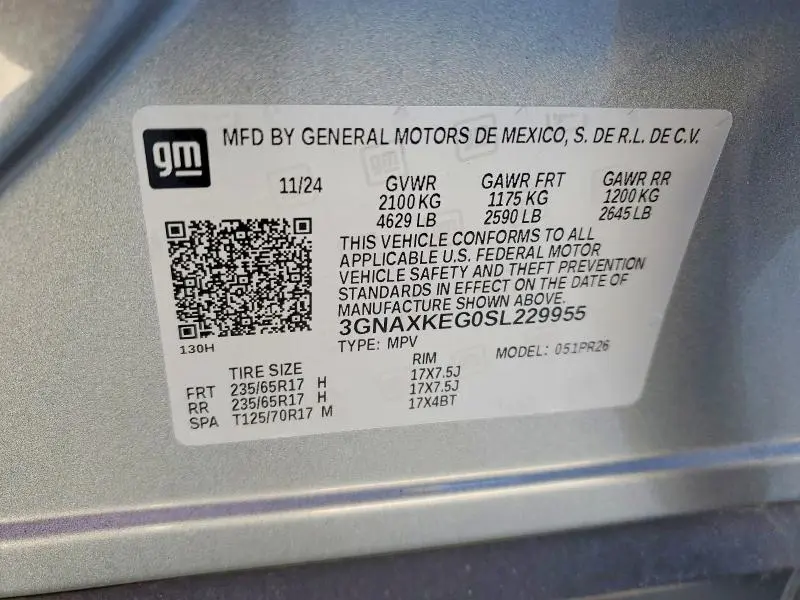 gm
MFD BY GENERAL MOTORS DE MEXICO, S. DE R.L. DE C.V.
11/24 GVWR GAWR FRT GAWR RR
2100 KG 1175 KG 1200 KG
4629 LB 2590 LB 2645 LB
THIS VEHICLE CONFORMS TO ALL
APPLICABLE U.S. FEDERAL MOTOR
VEHICLE SAFETY AND THEFT PREVENTION
STANDARDS IN EFFECT ON THE DATE OF
MANUFACTURE SHOWN ABOVE.
3GNAXKEG0SL229955
130H
TYPE: MPV MODEL: 051PR26
TIRE SIZE RIM
FRT 235/65R17 H 17X7.5J
RR 235/65R17 H 17X7.5J
SPA T125/70R17 M 17X4BT